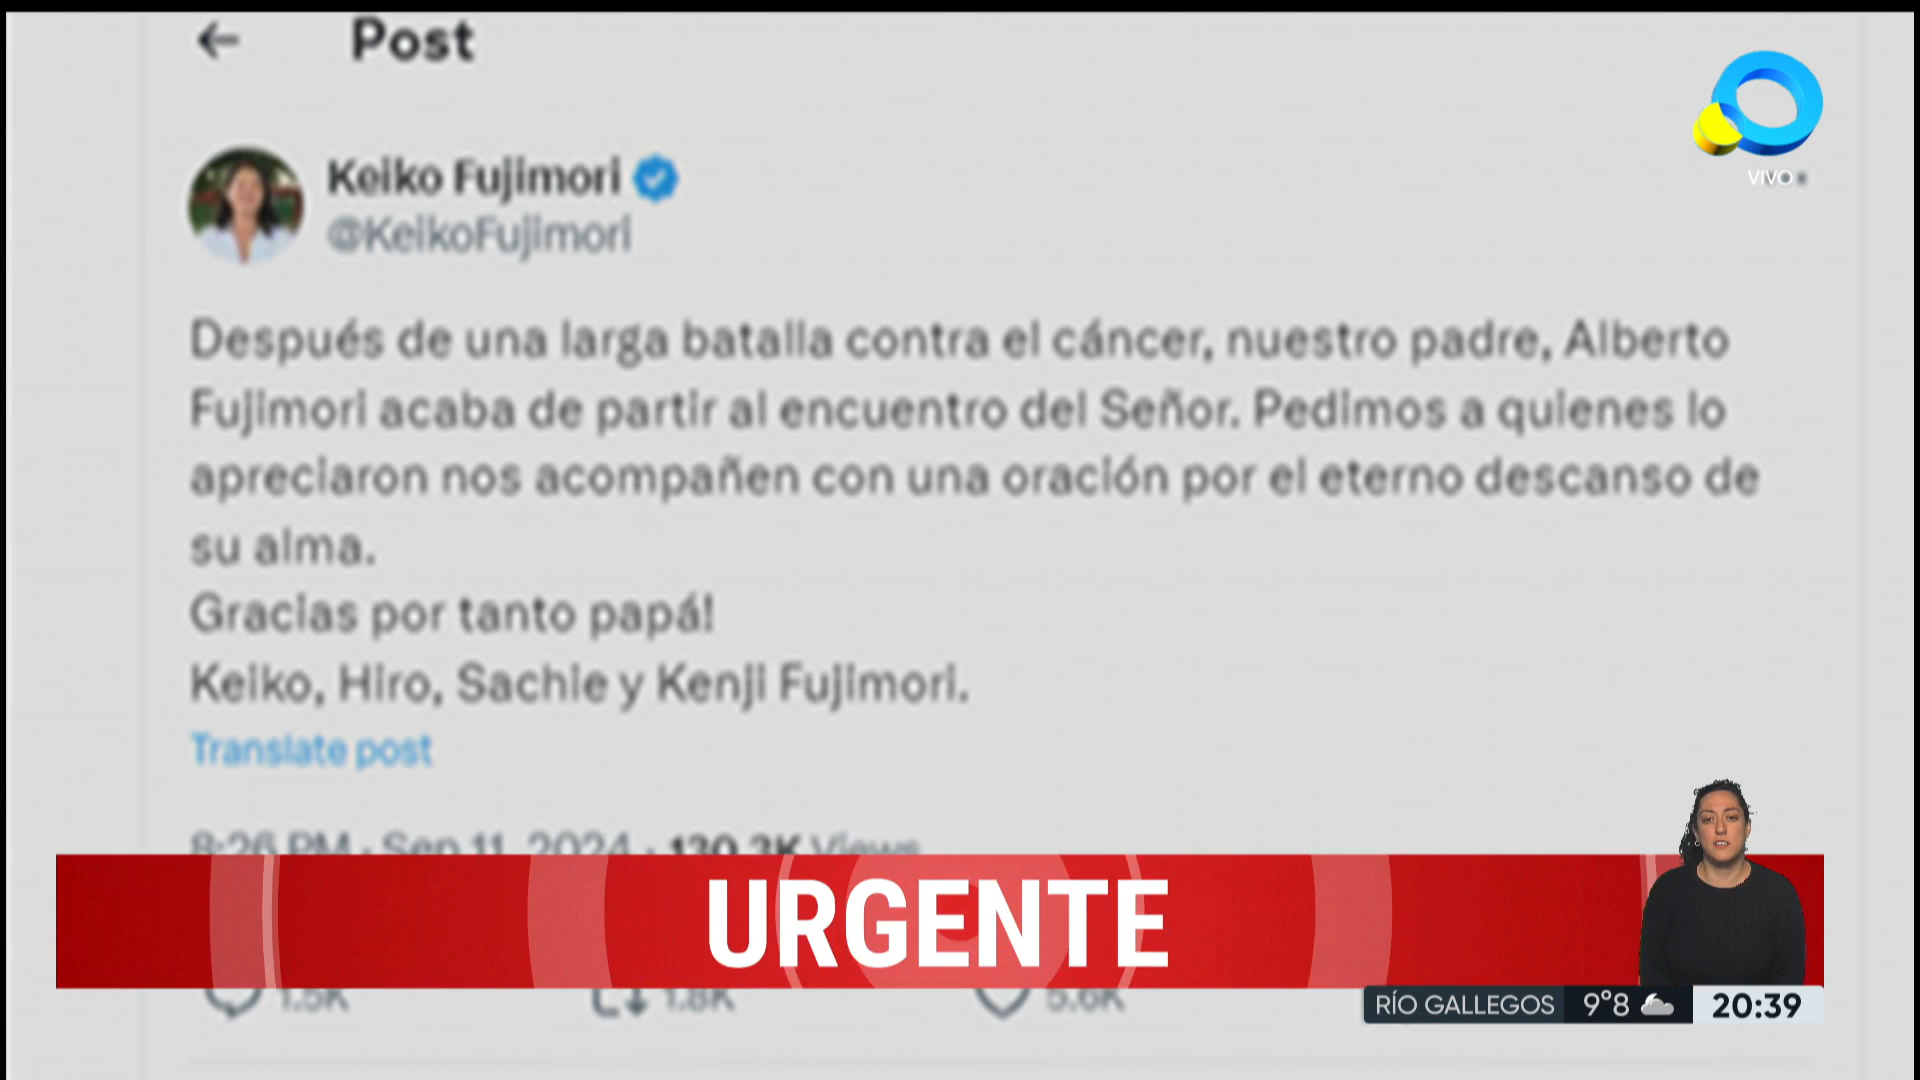 Post
VIVO
Keiko Fujimori
@KeikoFujimori
Después de una larga batalla contra el cáncer, nuestro padre, Alberto
Fujimori acaba de partir al encuentro del Señor. Pedimos a quienes lo
apreciaron nos acompañen con una oración por el eterno descanso de
su alma.
Gracias por tanto papá!
Keiko, Hiro, Sachie y Kenji Fujimori.
Translate post
8:26 PM · Sep 11, 2024 · 130.3K Views
URGENTE
1.5K 1.8K 5.6K
RÍO GALLEGOS 9°8 20:39